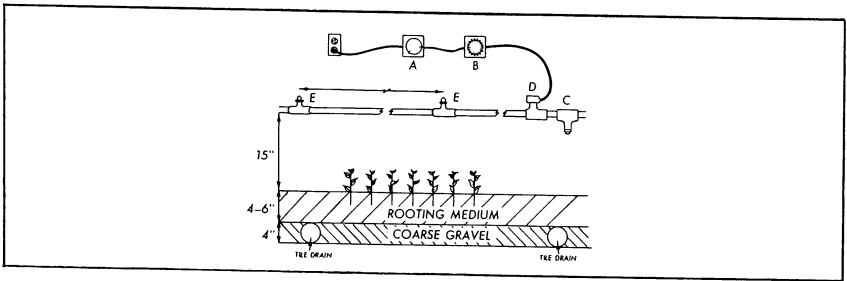 A
B
E
E
D
C
15"
4–6"
ROOTING MEDIUM
4"
COARSE GRAVEL
TILE DRAIN
TILE DRAIN